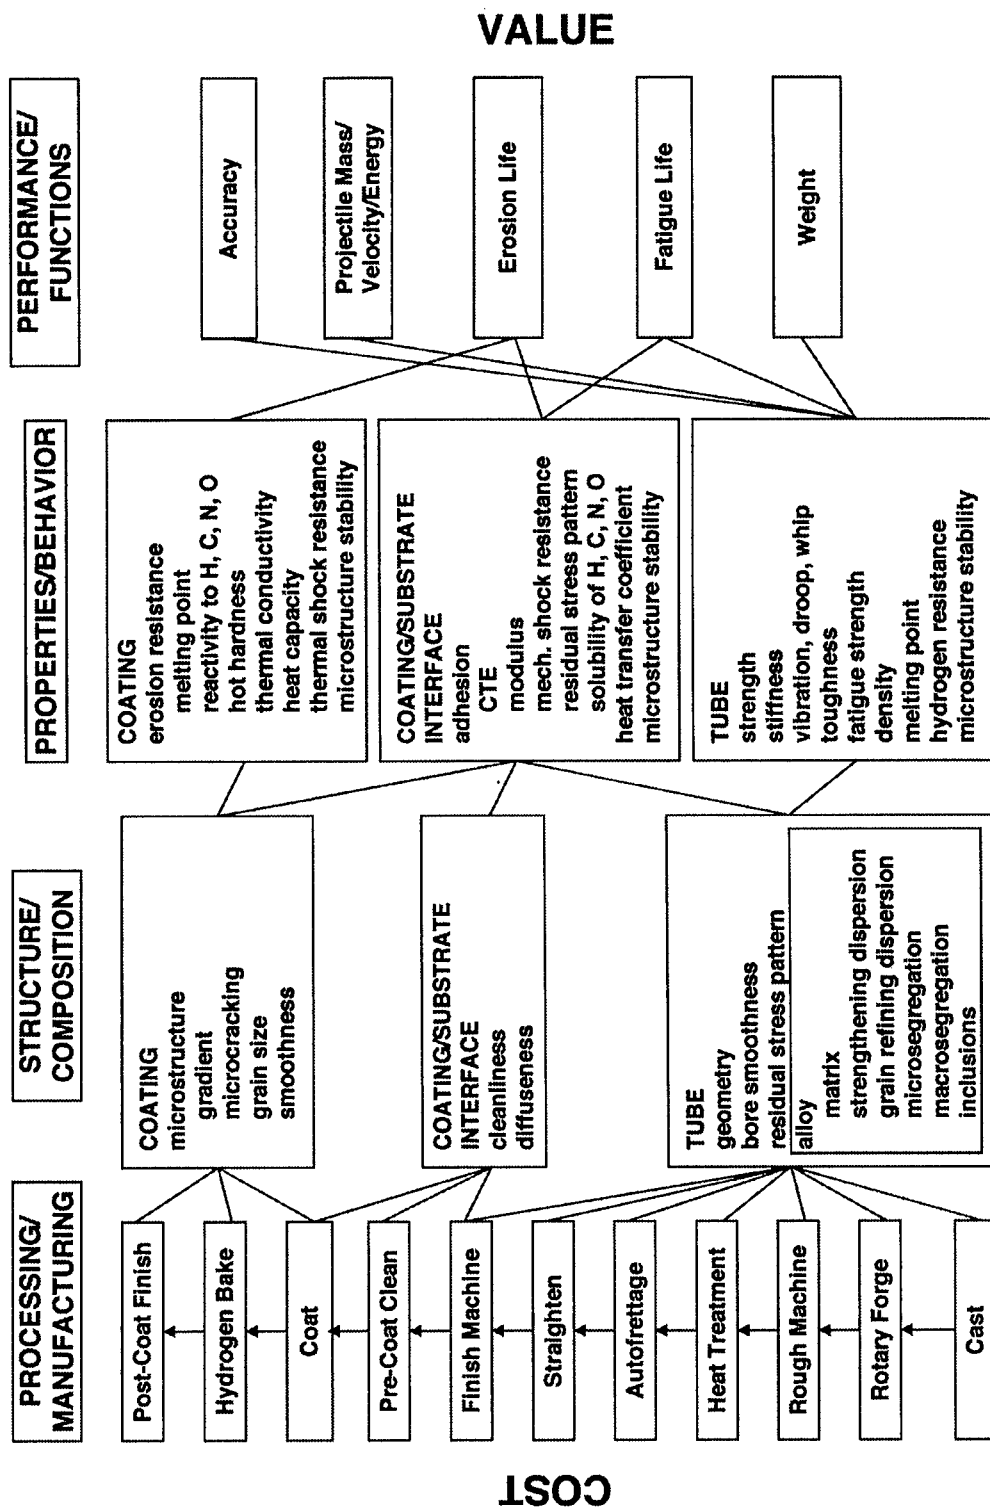 PROCESSING/
MANUFACTURING
STRUCTURE/
COMPOSITION
PROPERTIES/BEHAVIOR
PERFORMANCE/
FUNCTIONS
Post-Coat Finish
Hydrogen Bake
Coat
Pre-Coat Clean
Finish Machine
Straighten
Autofrettage
Heat Treatment
Rough Machine
Rotary Forge
Cast
COATING
microstructure
gradient
microcracking
grain size
smoothness
COATING/SUBSTRATE
INTERFACE
cleanliness
diffuseness
TUBE
geometry
bore smoothness
residual stress pattern
alloy
matrix
strengthening dispersion
grain refining dispersion
microsegregation
macrosegregation
inclusions
COATING
erosion resistance
melting point
reactivity to H, C, N, O
hot hardness
thermal conductivity
heat capacity
thermal shock resistance
microstructure stability
COATING/SUBSTRATE
INTERFACE
adhesion
CTE
modulus
mech. shock resistance
residual stress pattern
solubility of H, C, N, O
heat transfer coefficient
microstructure stability
TUBE
strength
stiffness
vibration, droop, whip
toughness
fatigue strength
density
melting point
hydrogen resistance
microstructure stability
Accuracy
Projectile Mass/
Velocity/Energy
Erosion Life
Fatigue Life
Weight
COST
VALUE